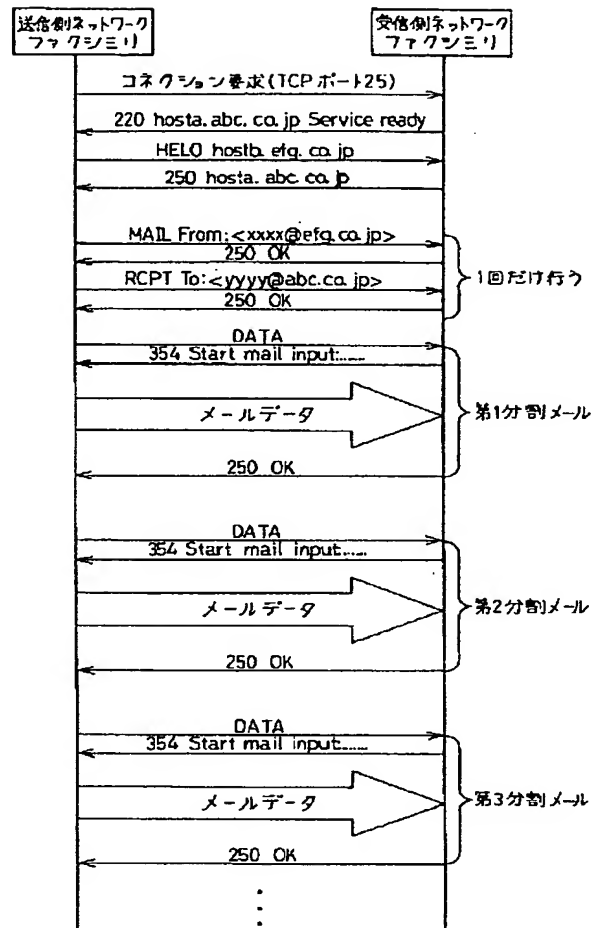 送信側ネットワーク
ファクシミリ
受信側ネットワーク
ファクシミリ
コネクション要求(TCPポート25)
220 hosta.abc.co.jp Service ready
HELO hostb.efg.co.jp
250 hosta.abc.co.jp
MAIL From:<xxxx@efg.co.jp>
250 OK
RCPT To:<yyyy@abc.co.jp>
250 OK
1回だけ行う
DATA
354 Start mail input:......
メールデータ
第1分割メール
250 OK
DATA
354 Start mail input......
メールデータ
第2分割メール
250 OK
DATA
354 Start mail input......
メールデータ
第3分割メール
250 OK